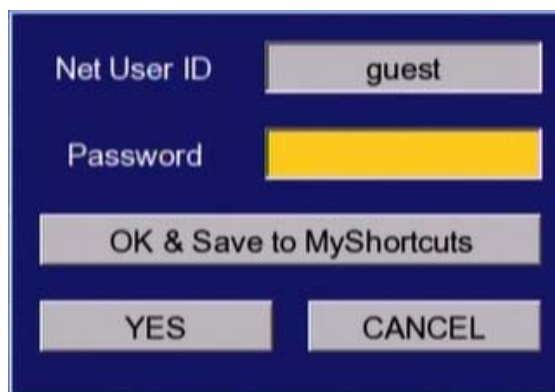 Net User ID guest
Password
OK & Save to MyShortcuts
YES CANCEL